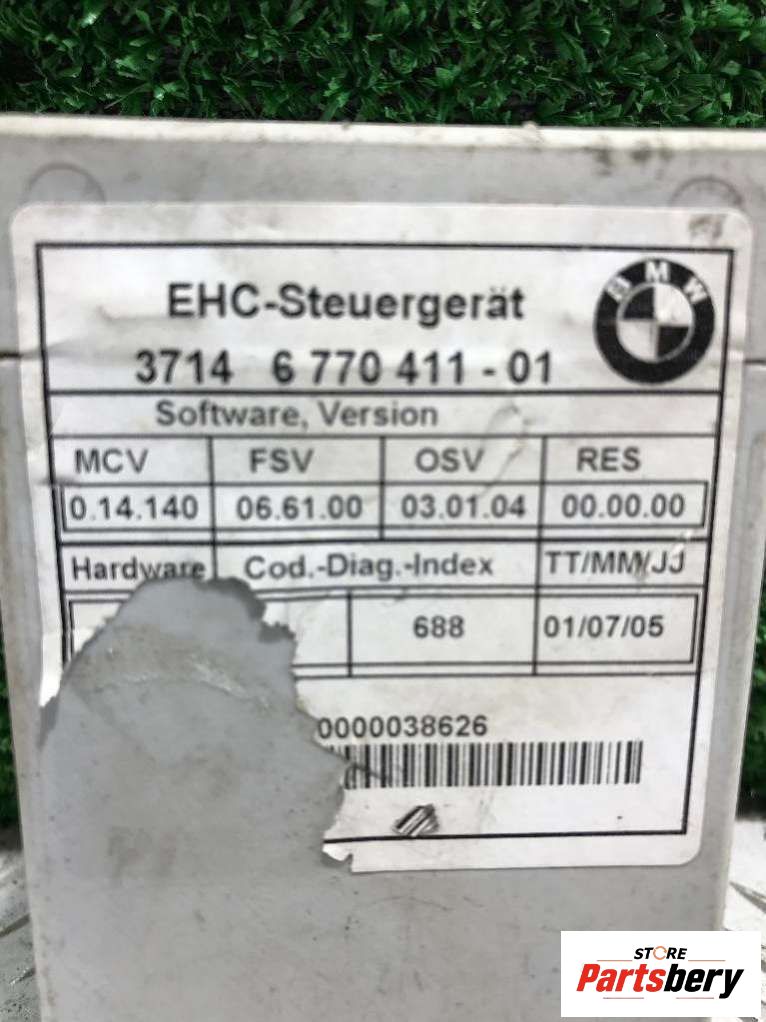 EHC-Steuergerät
BMW
3714 6 770 411 - 01
Software, Version
MCV FSV OSV RES
0.14.140 06.61.00 03.01.04 00.00.00
Hardware Cod.-Diag.-Index TT/MM/JJ
688 01/07/05
0000038626
STORE
Partsbery